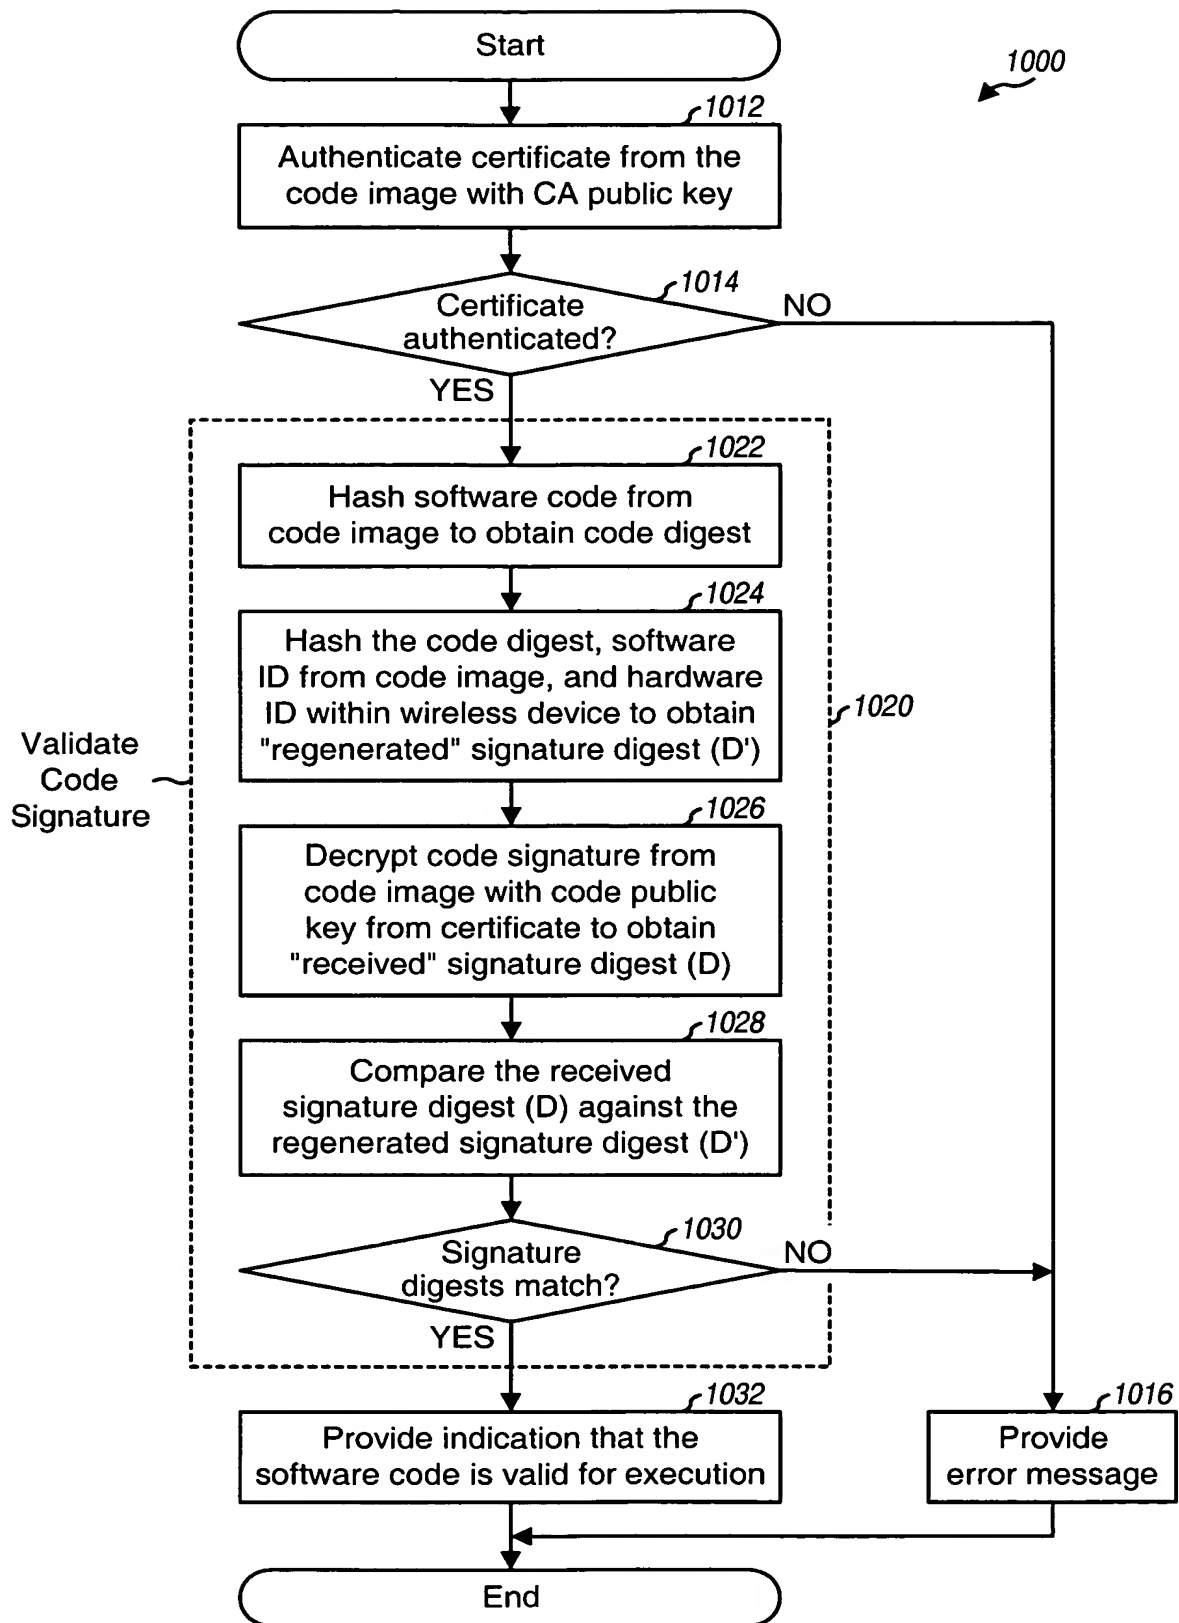 Start
1000
1012
Authenticate certificate from the
code image with CA public key
1014
Certificate
authenticated?
NO
YES
1022
Hash software code from
code image to obtain code digest
1024
Hash the code digest, software
ID from code image, and hardware
ID within wireless device to obtain
"regenerated" signature digest (D')
1020
Validate
Code
Signature
1026
Decrypt code signature from
code image with code public
key from certificate to obtain
"received" signature digest (D)
1028
Compare the received
signature digest (D) against the
regenerated signature digest (D')
1030
Signature
digests match?
NO
YES
1032
Provide indication that the
software code is valid for execution
1016
Provide
error message
End